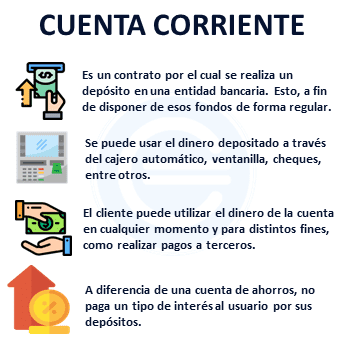 CUENTA CORRIENTE
Es un contrato por el cual se realiza un
depósito en una entidad bancaria. Esto, a fin
de disponer de esos fondos de forma regular.
Se puede usar el dinero depositado a través
del cajero automático, ventanilla, cheques,
entre otros.
El cliente puede utilizar el dinero de la cuenta
en cualquier momento y para distintos fines,
como realizar pagos a terceros.
A diferencia de una cuenta de ahorros, no
paga un tipo de interés al usuario por sus
depósitos.